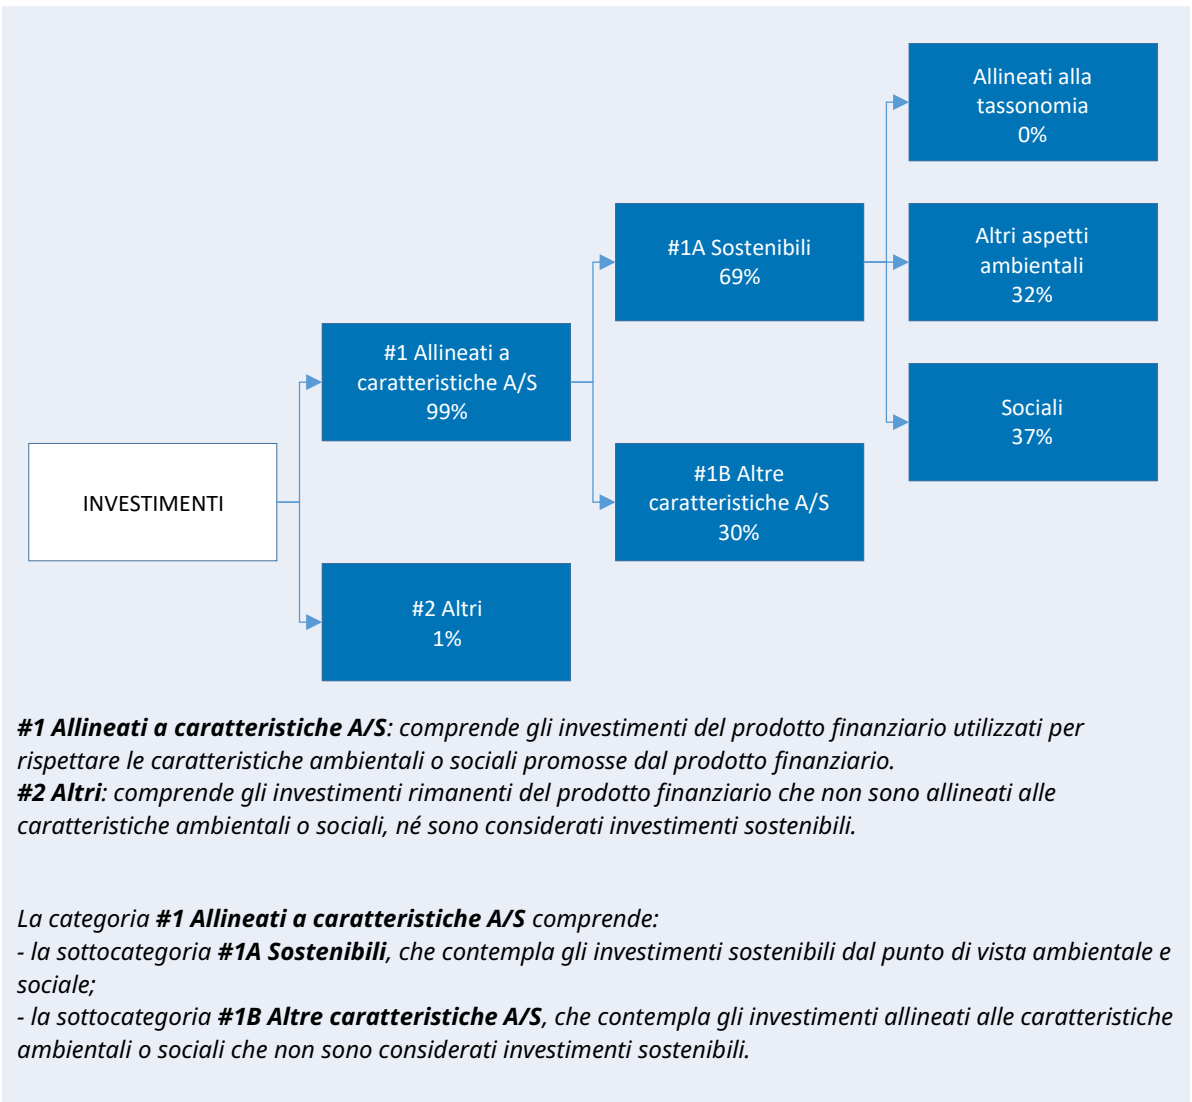 Allineati alla
tassonomia
0%
#1A Sostenibili
69%
Altri aspetti
ambientali
32%
#1 Allineati a
caratteristiche A/S
99%
Sociali
37%
INVESTIMENTI
#1B Altre
caratteristiche A/S
30%
#2 Altri
1%
#1 Allineati a caratteristiche A/S: comprende gli investimenti del prodotto finanziario utilizzati per
rispettare le caratteristiche ambientali o sociali promosse dal prodotto finanziario.
#2 Altri: comprende gli investimenti rimanenti del prodotto finanziario che non sono allineati alle
caratteristiche ambientali o sociali, né sono considerati investimenti sostenibili.
La categoria #1 Allineati a caratteristiche A/S comprende:
- la sottocategoria #1A Sostenibili, che contempla gli investimenti sostenibili dal punto di vista ambientale e
sociale;
- la sottocategoria #1B Altre caratteristiche A/S, che contempla gli investimenti allineati alle caratteristiche
ambientali o sociali che non sono considerati investimenti sostenibili.